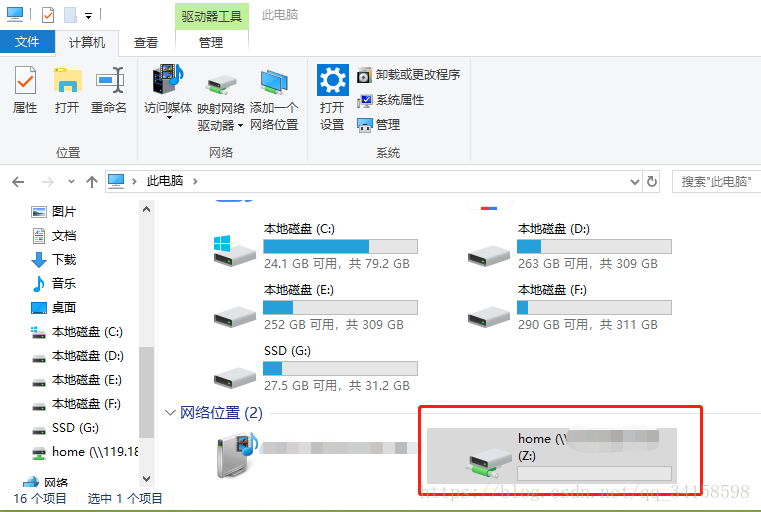 驱动器工具 此电脑
文件 计算机 查看 管理
属性 打开 重命名
访问媒体 映射网络驱动器 添加一个网络位置
打开设置
卸载或更改程序
系统属性
管理
位置 网络 系统
此电脑
搜索"此电脑"
图片
文档
下载
音乐
桌面
本地磁盘 (C:)
本地磁盘 (D:)
本地磁盘 (E:)
本地磁盘 (F:)
SSD (G:)
home (\\119.18
网络
本地磁盘 (C:)
24.1 GB 可用，共 79.2 GB
本地磁盘 (D:)
263 GB 可用，共 309 GB
本地磁盘 (E:)
252 GB 可用，共 309 GB
本地磁盘 (F:)
290 GB 可用，共 311 GB
SSD (G:)
27.5 GB 可用，共 31.2 GB
网络位置 (2)
home (\\
(Z:)
16 个项目 选中 1 个项目
https://blog.csdn.net/qq_34158598